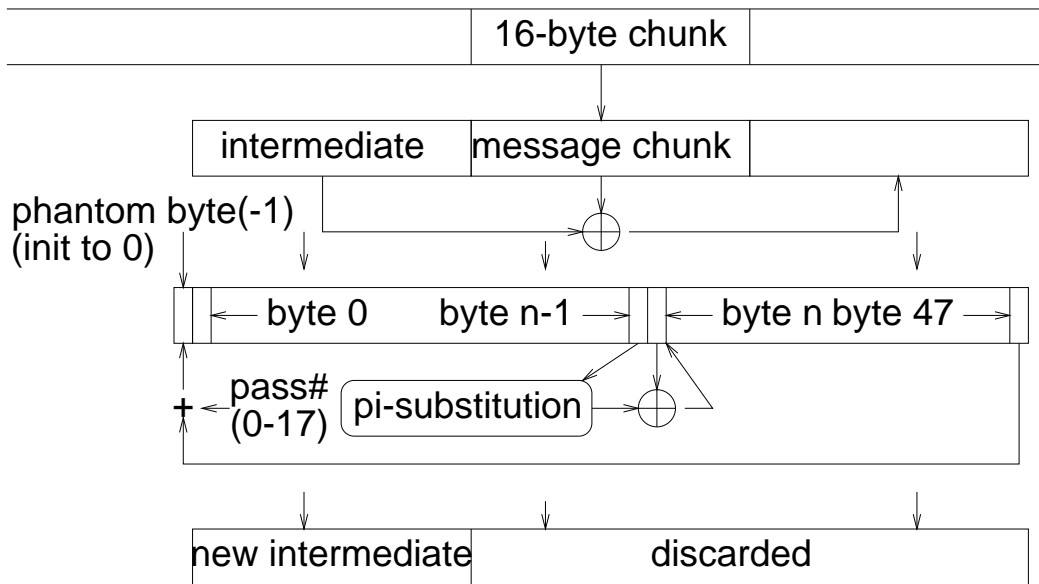 16-byte chunk
intermediate
message chunk
phantom byte(-1)
(init to 0)
byte 0
byte n-1
byte n
byte 47
+
pass#
(0-17)
pi-substitution
new intermediate
discarded